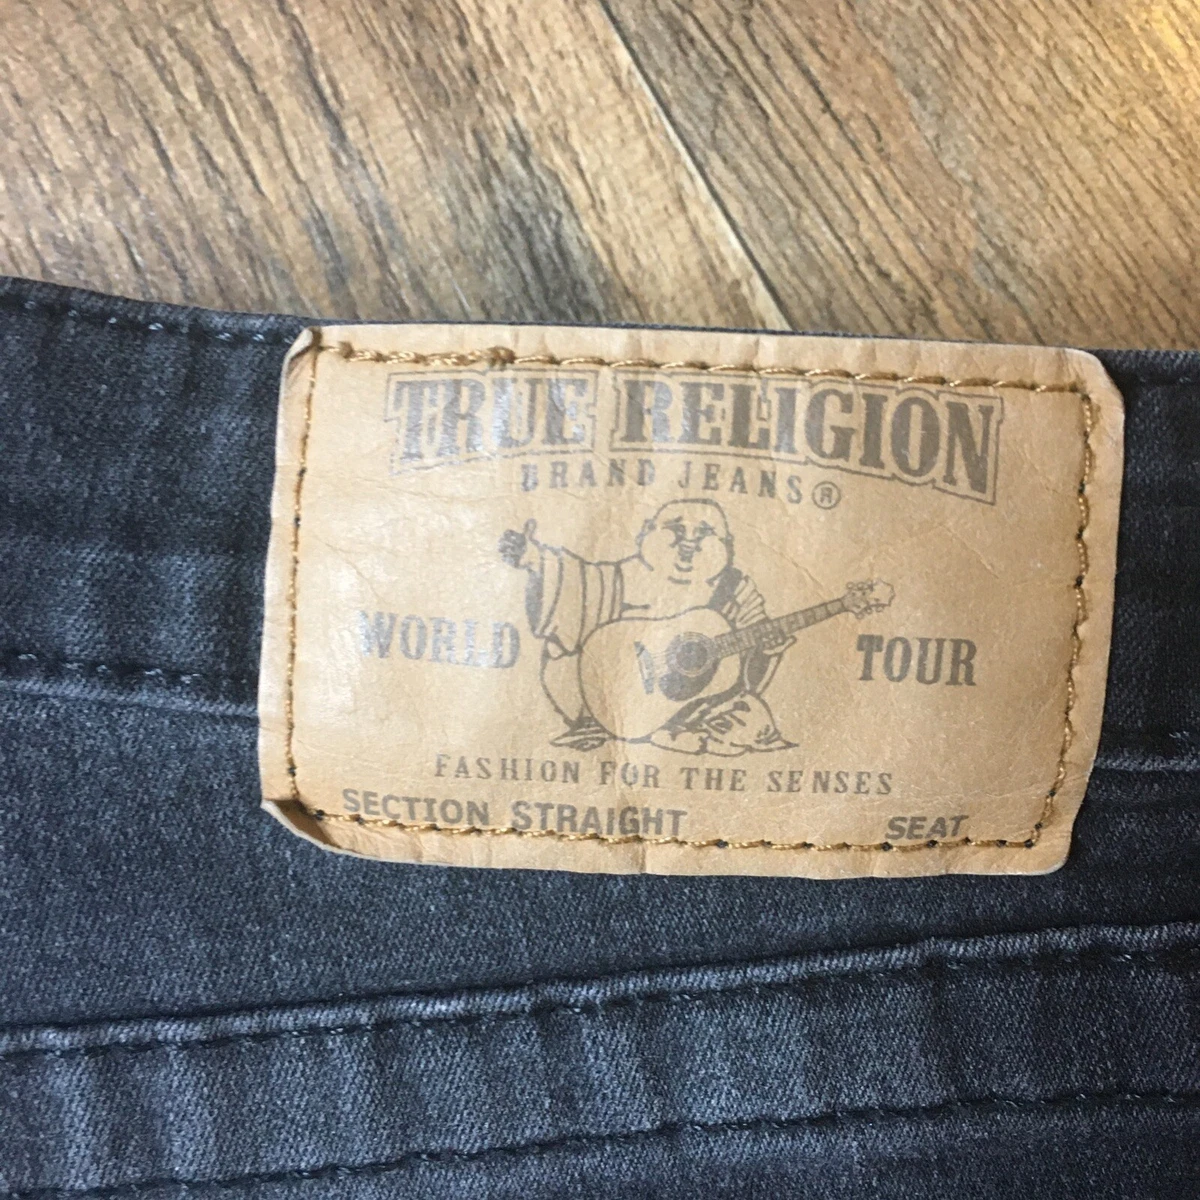 TRUE RELIGION
BRAND JEANS®
WORLD TOUR
FASHION FOR THE SENSES
SECTION STRAIGHT SEAT